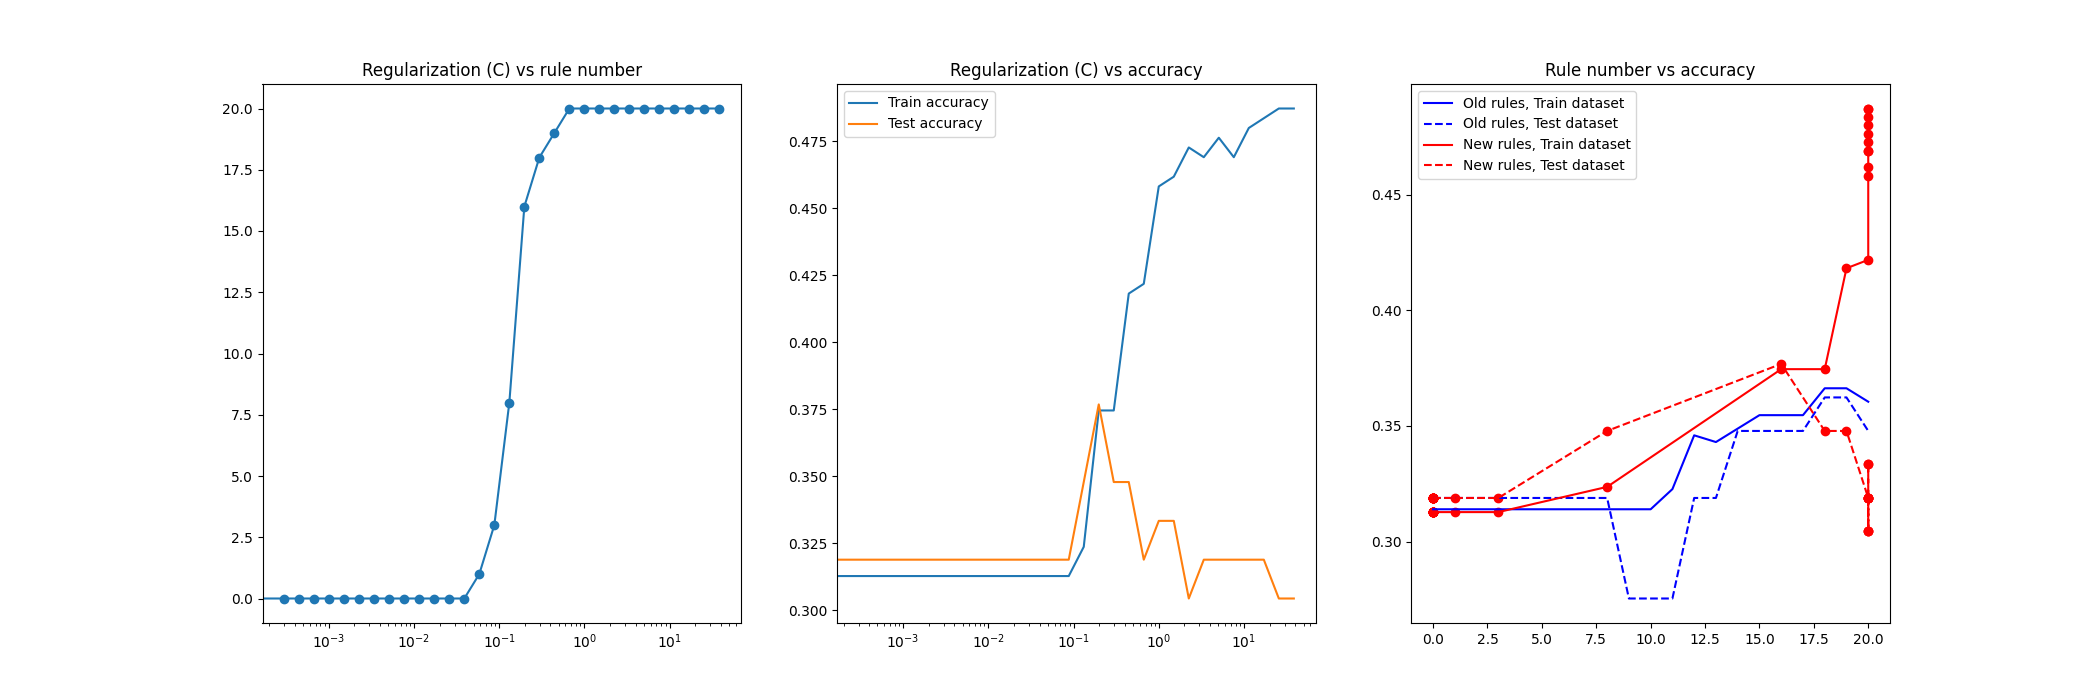 Regularization (C) vs rule number
20.0
17.5
15.0
12.5
10.0
7.5
5.0
2.5
0.0
10⁻³ 10⁻² 10⁻¹ 10⁰ 10¹
Regularization (C) vs accuracy
Train accuracy
Test accuracy
0.475
0.450
0.425
0.400
0.375
0.350
0.325
0.300
10⁻³ 10⁻² 10⁻¹ 10⁰ 10¹
Rule number vs accuracy
Old rules, Train dataset
Old rules, Test dataset
New rules, Train dataset
New rules, Test dataset
0.45
0.40
0.35
0.30
0.0 2.5 5.0 7.5 10.0 12.5 15.0 17.5 20.0